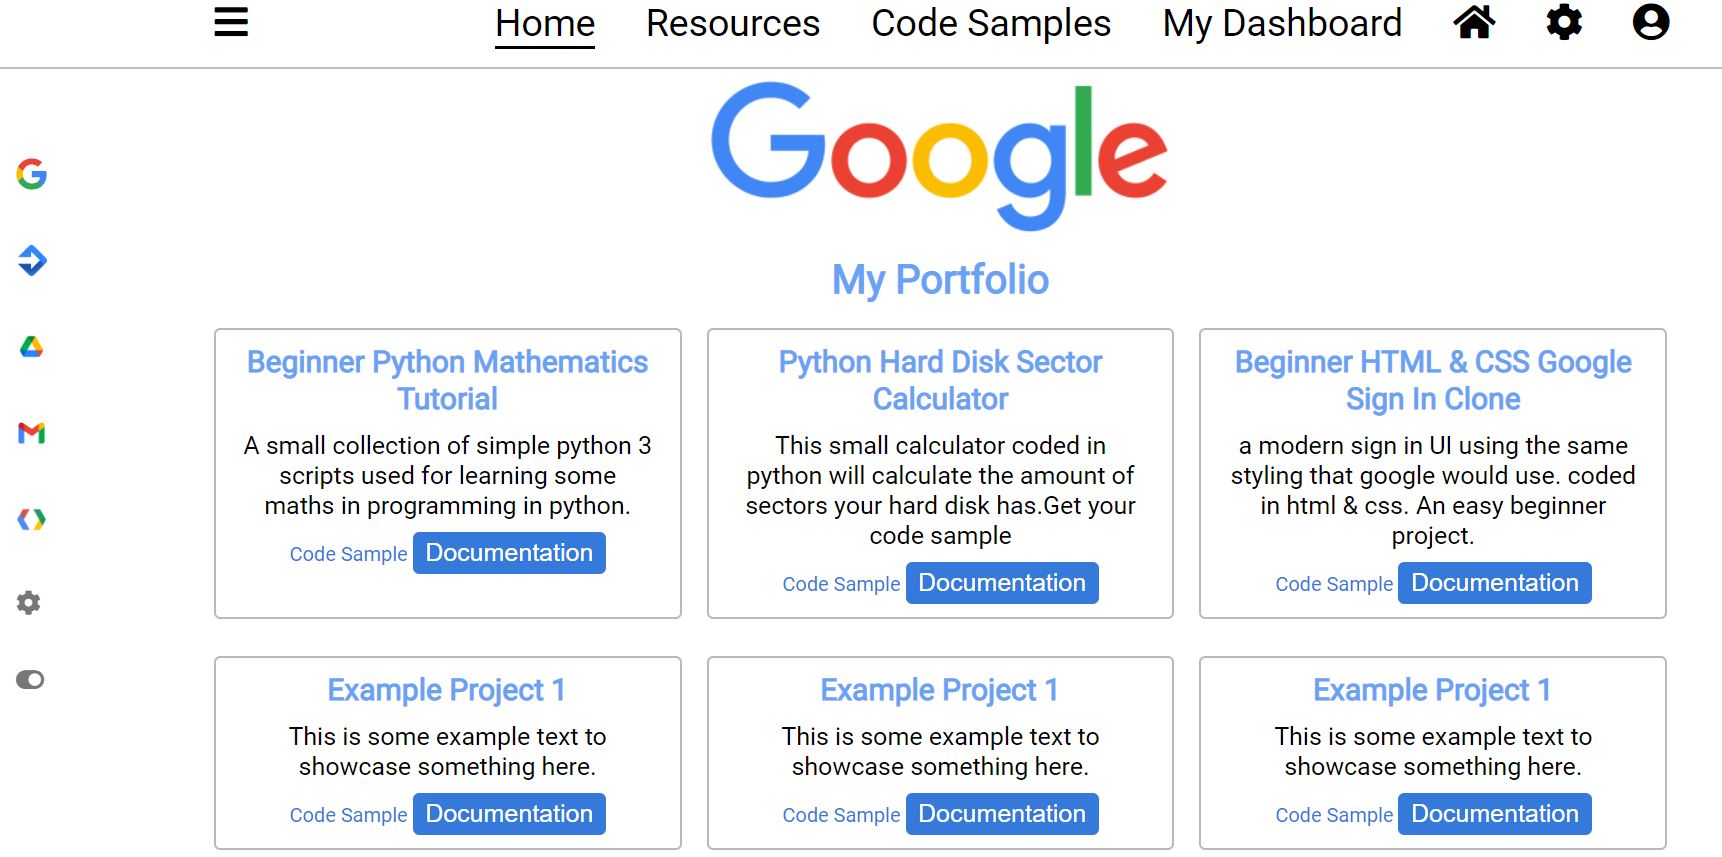 Home Resources Code Samples My Dashboard
Google
My Portfolio
Beginner Python Mathematics
Tutorial
A small collection of simple python 3
scripts used for learning some
maths in programming in python.
Code Sample Documentation
Python Hard Disk Sector
Calculator
This small calculator coded in
python will calculate the amount of
sectors your hard disk has.Get your
code sample
Code Sample Documentation
Beginner HTML & CSS Google
Sign In Clone
a modern sign in UI using the same
styling that google would use. coded
in html & css. An easy beginner
project.
Code Sample Documentation
Example Project 1
This is some example text to
showcase something here.
Code Sample Documentation
Example Project 1
This is some example text to
showcase something here.
Code Sample Documentation
Example Project 1
This is some example text to
showcase something here.
Code Sample Documentation